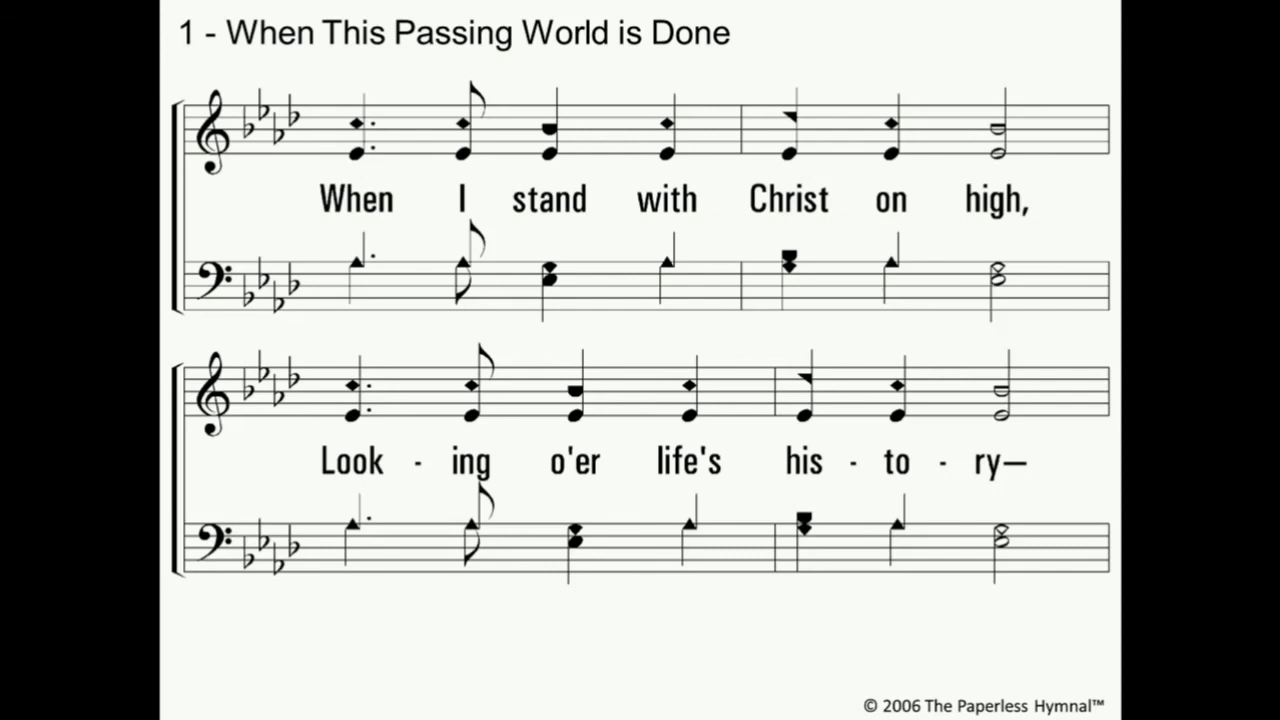 1 - When This Passing World is Done
When I stand with Christ on high,
Look - ing o'er life's his - to - ry—
© 2006 The Paperless Hymnal™